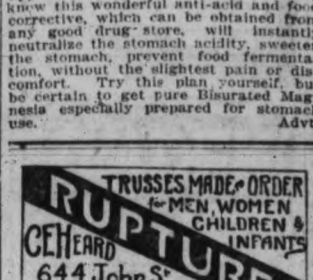 knew this wonderful anti-acid and food
corrective, which can be obtained from
any good drug store, will instantly
neutralize the stomach acidity, sweeten
the stomach, prevent food fermenta-
tion, without the slightest pain or dis-
comfort. Try this plan yourself, but
be certain to get pure Bisurated Mag-
nesia especially prepared for stomach
use. Advt
TRUSSES MADE TO ORDER
for MEN, WOMEN
CHILDREN &
INFANTS
RUPTURE
CE HEARD
644 John St